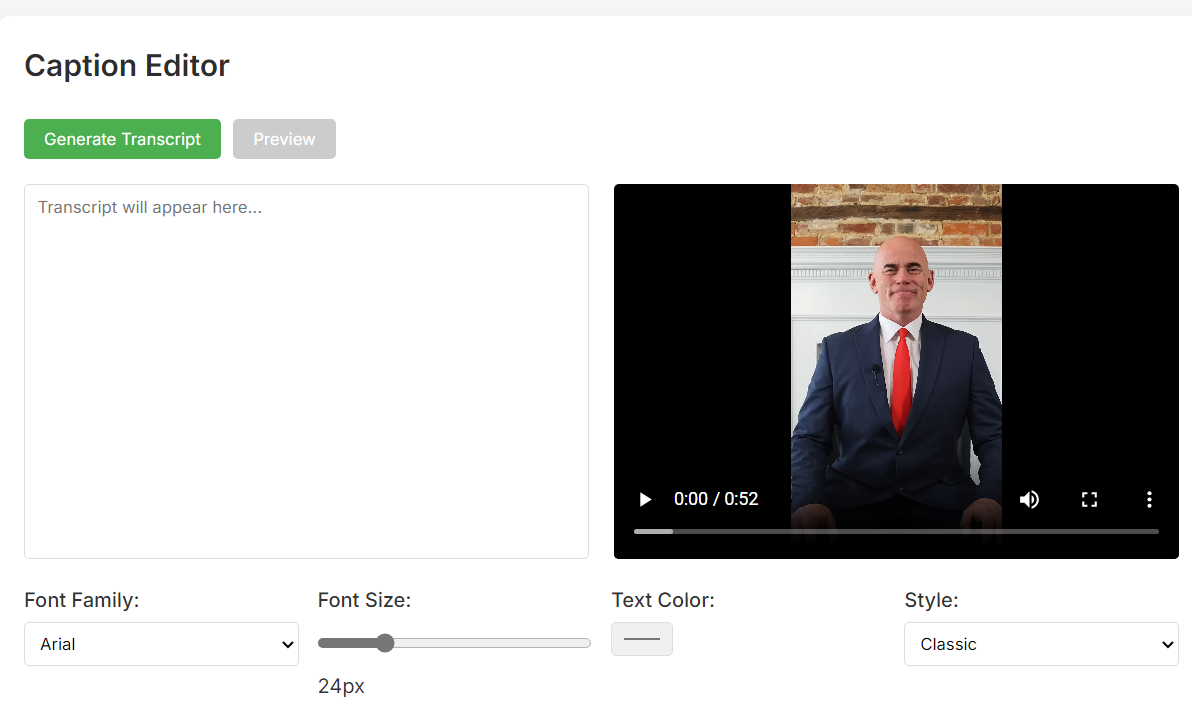 Caption Editor
Generate Transcript
Preview
Transcript will appear here...
0:00 / 0:52
Font Family:
Font Size:
Text Color:
Style:
Arial
Classic
24px